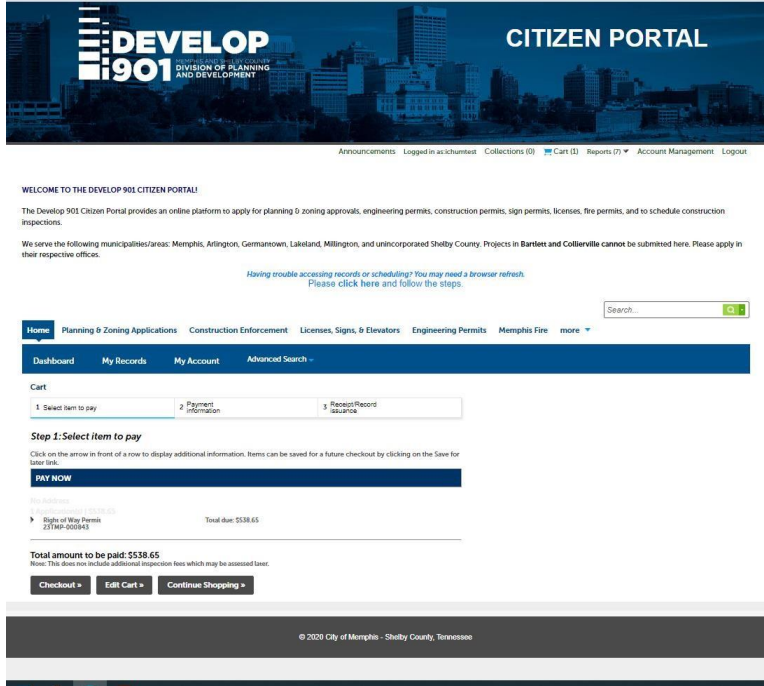 DEVELOP
901
MEMPHIS AND SHELBY COUNTY
DIVISION OF PLANNING
AND DEVELOPMENT
CITIZEN PORTAL
Announcements Logged in as:ichumtest Collections (0) Cart (1) Reports (7) Account Management Logout
WELCOME TO THE DEVELOP 901 CITIZEN PORTAL!
The Develop 901 Citizen Portal provides an online platform to apply for planning & zoning approvals, engineering permits, construction permits, sign permits, licenses, fire permits, and to schedule construction
inspections.
We serve the following municipalities/areas: Memphis, Arlington, Germantown, Lakeland, Millington, and unincorporated Shelby County. Projects in Bartlett and Collierville cannot be submitted here. Please apply in
their respective offices.
Having trouble accessing records or scheduling? You may need a browser refresh.
Please click here and follow the steps.
Search...
Home Planning & Zoning Applications Construction Enforcement Licenses, Signs, & Elevators Engineering Permits Memphis Fire more
Dashboard My Records My Account Advanced Search
Cart
1 Select item to pay
2 Payment
information
3 Receipt/Record
issuance
Step 1:Select item to pay
Click on the arrow in front of a row to display additional information. Items can be saved for a future checkout by clicking on the Save for
later link.
PAY NOW
No Address
1 Application(s) | $538.65
Right of Way Permit
23TMP-000843
Total due: $538.65
Total amount to be paid: $538.65
Note: This does not include additional inspection fees which may be assessed later.
Checkout » Edit Cart » Continue Shopping »
© 2020 City of Memphis - Shelby County, Tennessee